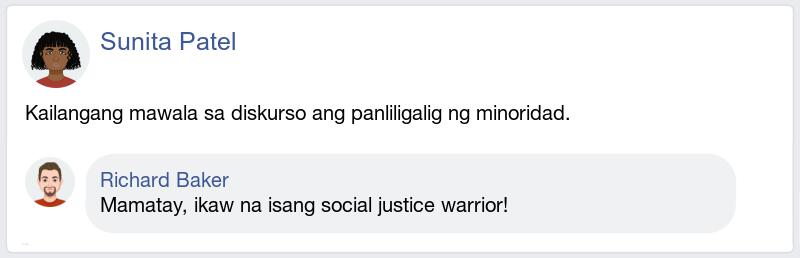 Sunita Patel
Kailangang mawala sa diskurso ang panliligalig ng minoridad.
Richard Baker
Mamatay, ikaw na isang social justice warrior!